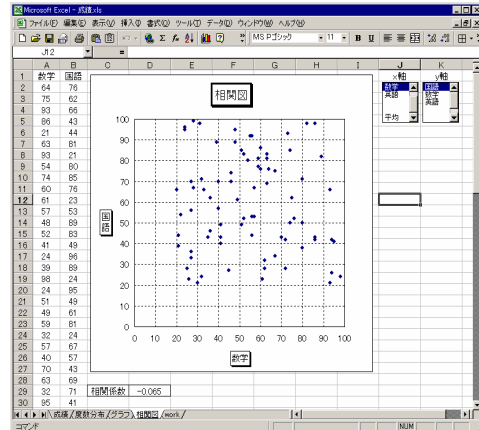 Microsoft Excel - 成績.xls
ファイル(F) 編集(E) 表示(V) 挿入(I) 書式(O) ツール(T) データ(D) ウィンドウ(W) ヘルプ(H)
MS Pゴシック 11 B U
J12 =
A B C D E F G H I J K
1 数学 国語 x軸 y軸
2 64 76 数学 国語
3 75 62 相関図 英語 数学
4 93 66 英語
5 86 43 平均
6 21 44 100
7 63 81
8 93 21 90
9 54 80
10 74 85 80
11 60 76 70
12 61 23
13 57 53 60
14 48 89 国語
15 52 83 50
16 41 49
17 24 96 40
18 39 89
19 98 24 30
20 24 95
21 51 49 20
22 49 61 10
23 59 81
24 32 24 0
25 57 67 0 10 20 30 40 50 60 70 80 90 100
26 40 57
27 70 43 数学
28 63 69
29 32 71 相関係数 -0.065
30 95 41
成績 度数分布 グラフ 相関図 work
コマンド NUM